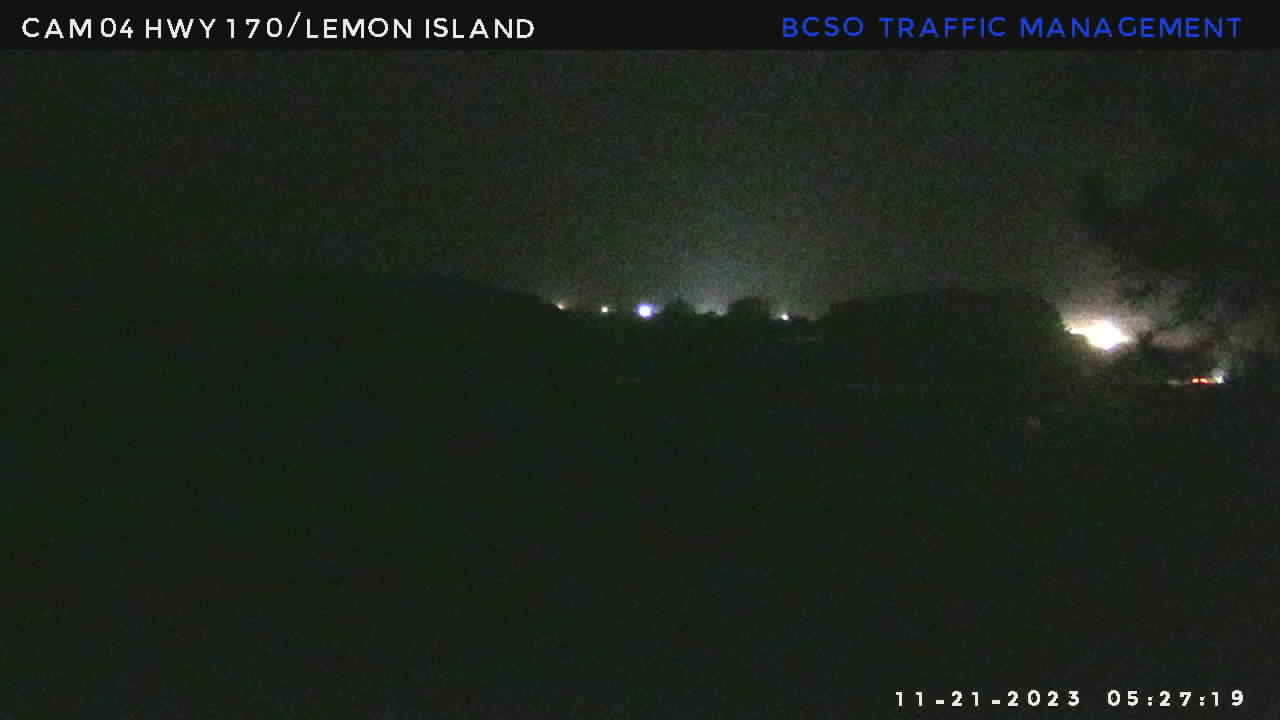 CAM04 HWY 170/LEMON ISLAND
BCSO TRAFFIC MANAGEMENT
11-21-2023 05:27:19